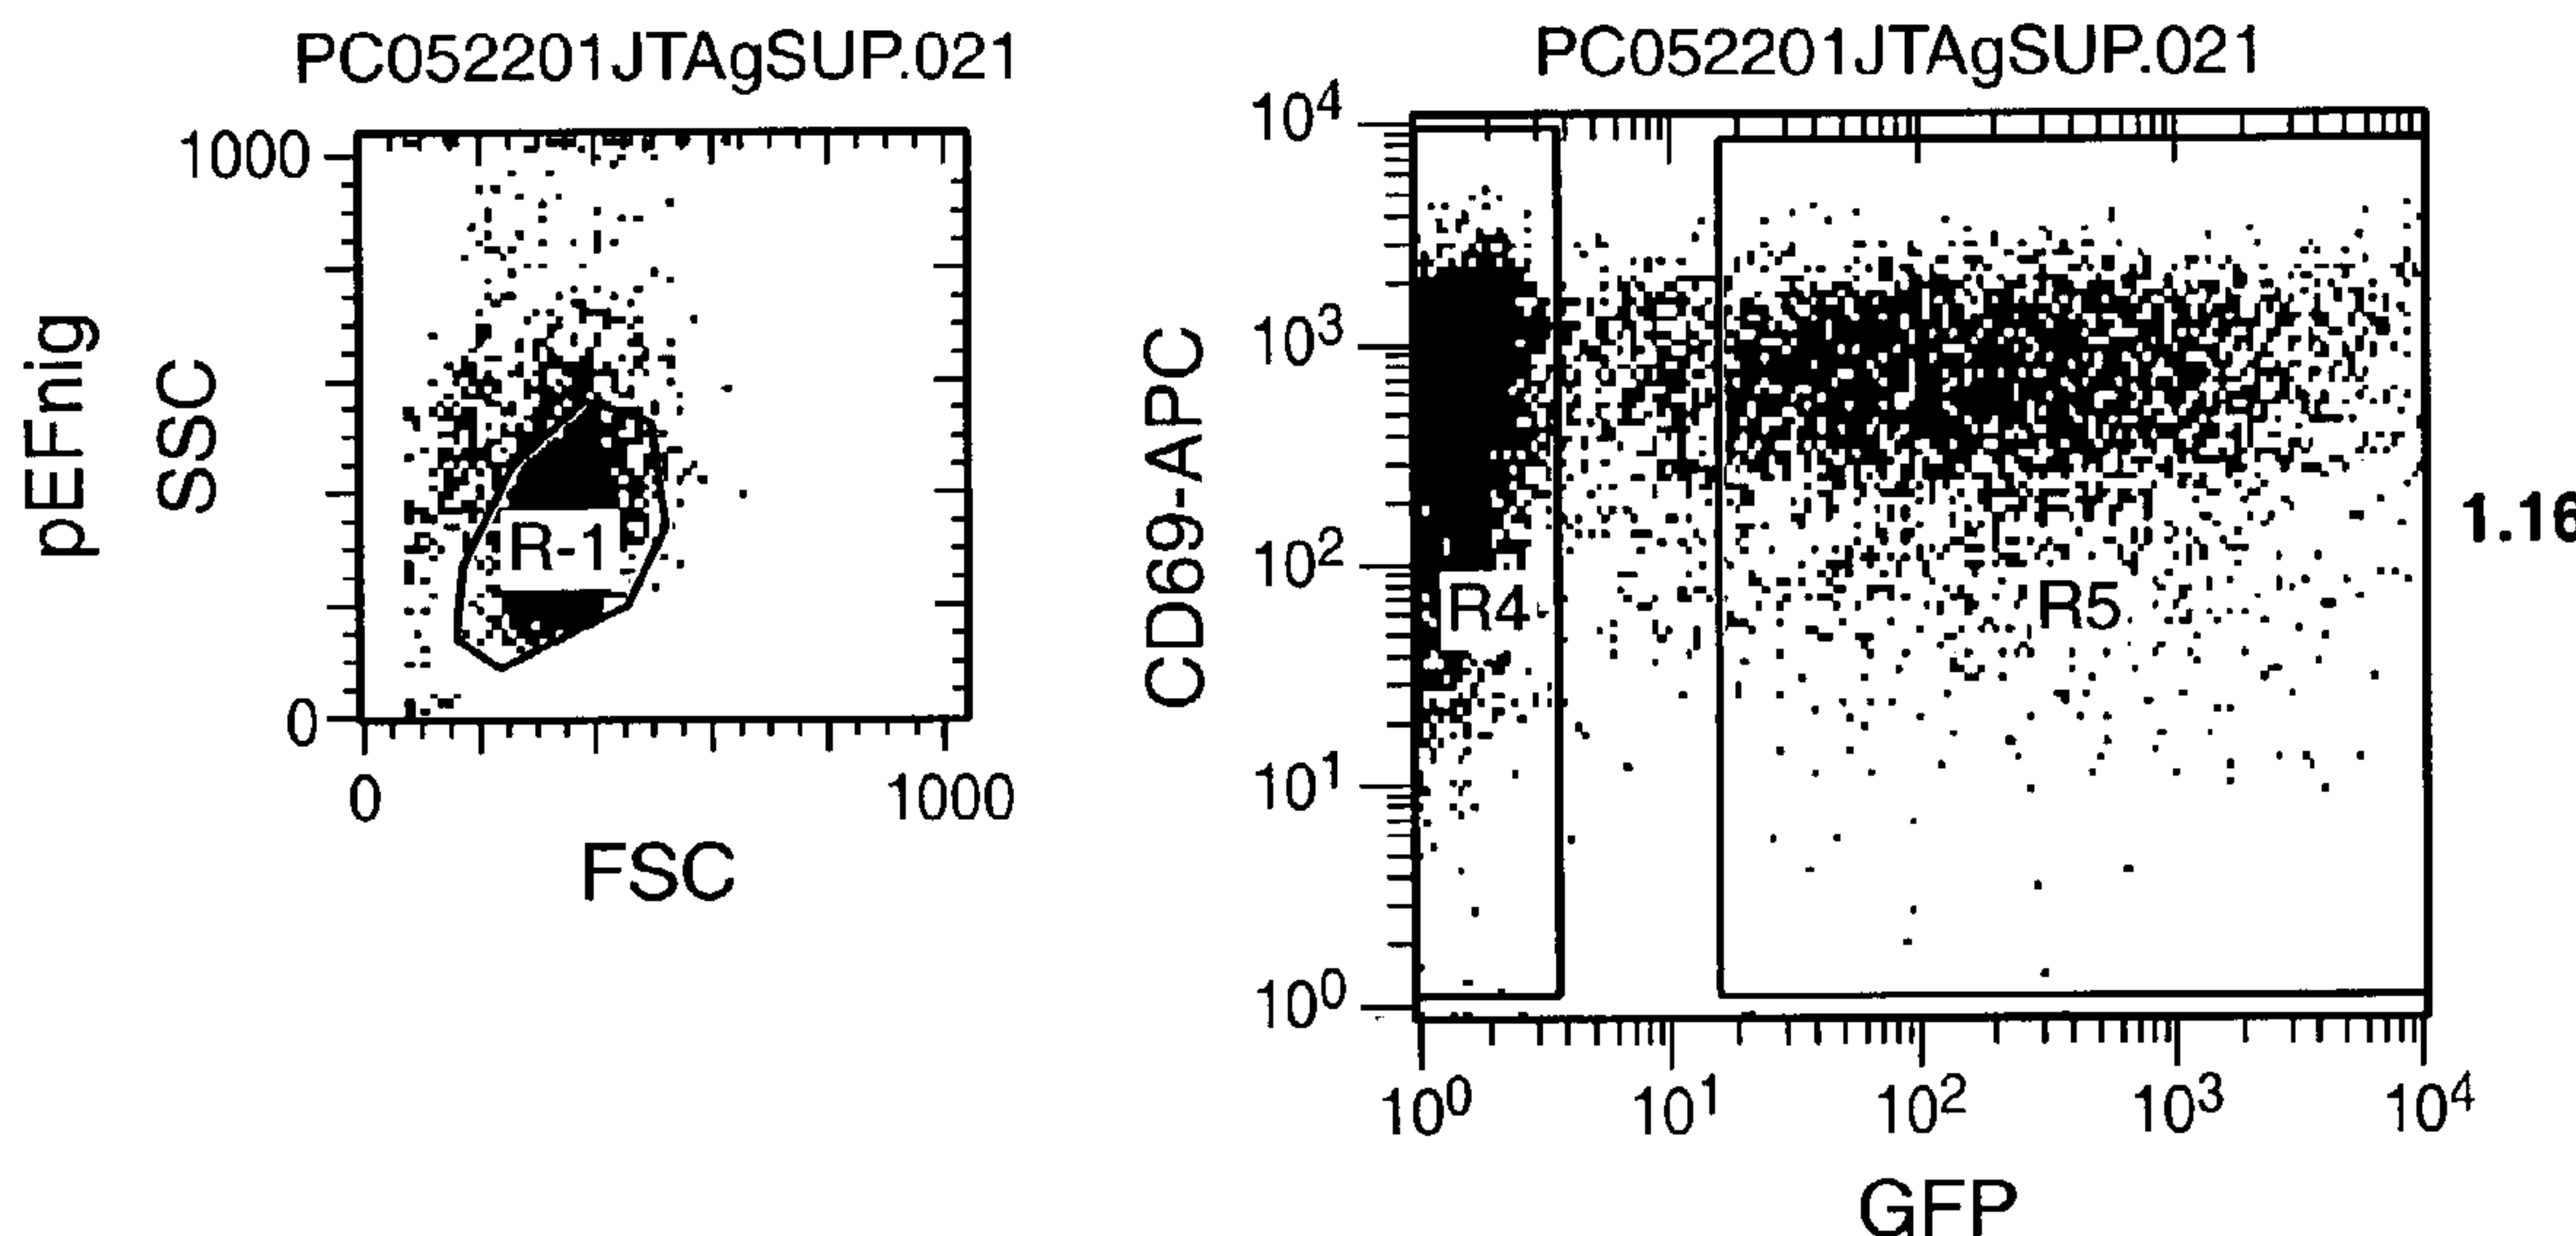 PC052201JTAgSUP.021
pEFnig
SSC
1000
0
R-1
0 1000
FSC
PC052201JTAgSUP.021
CD69-APC
10⁴
10³
10²
10¹
10⁰
R4
R5
10⁰ 10¹ 10² 10³ 10⁴
GFP
1.16